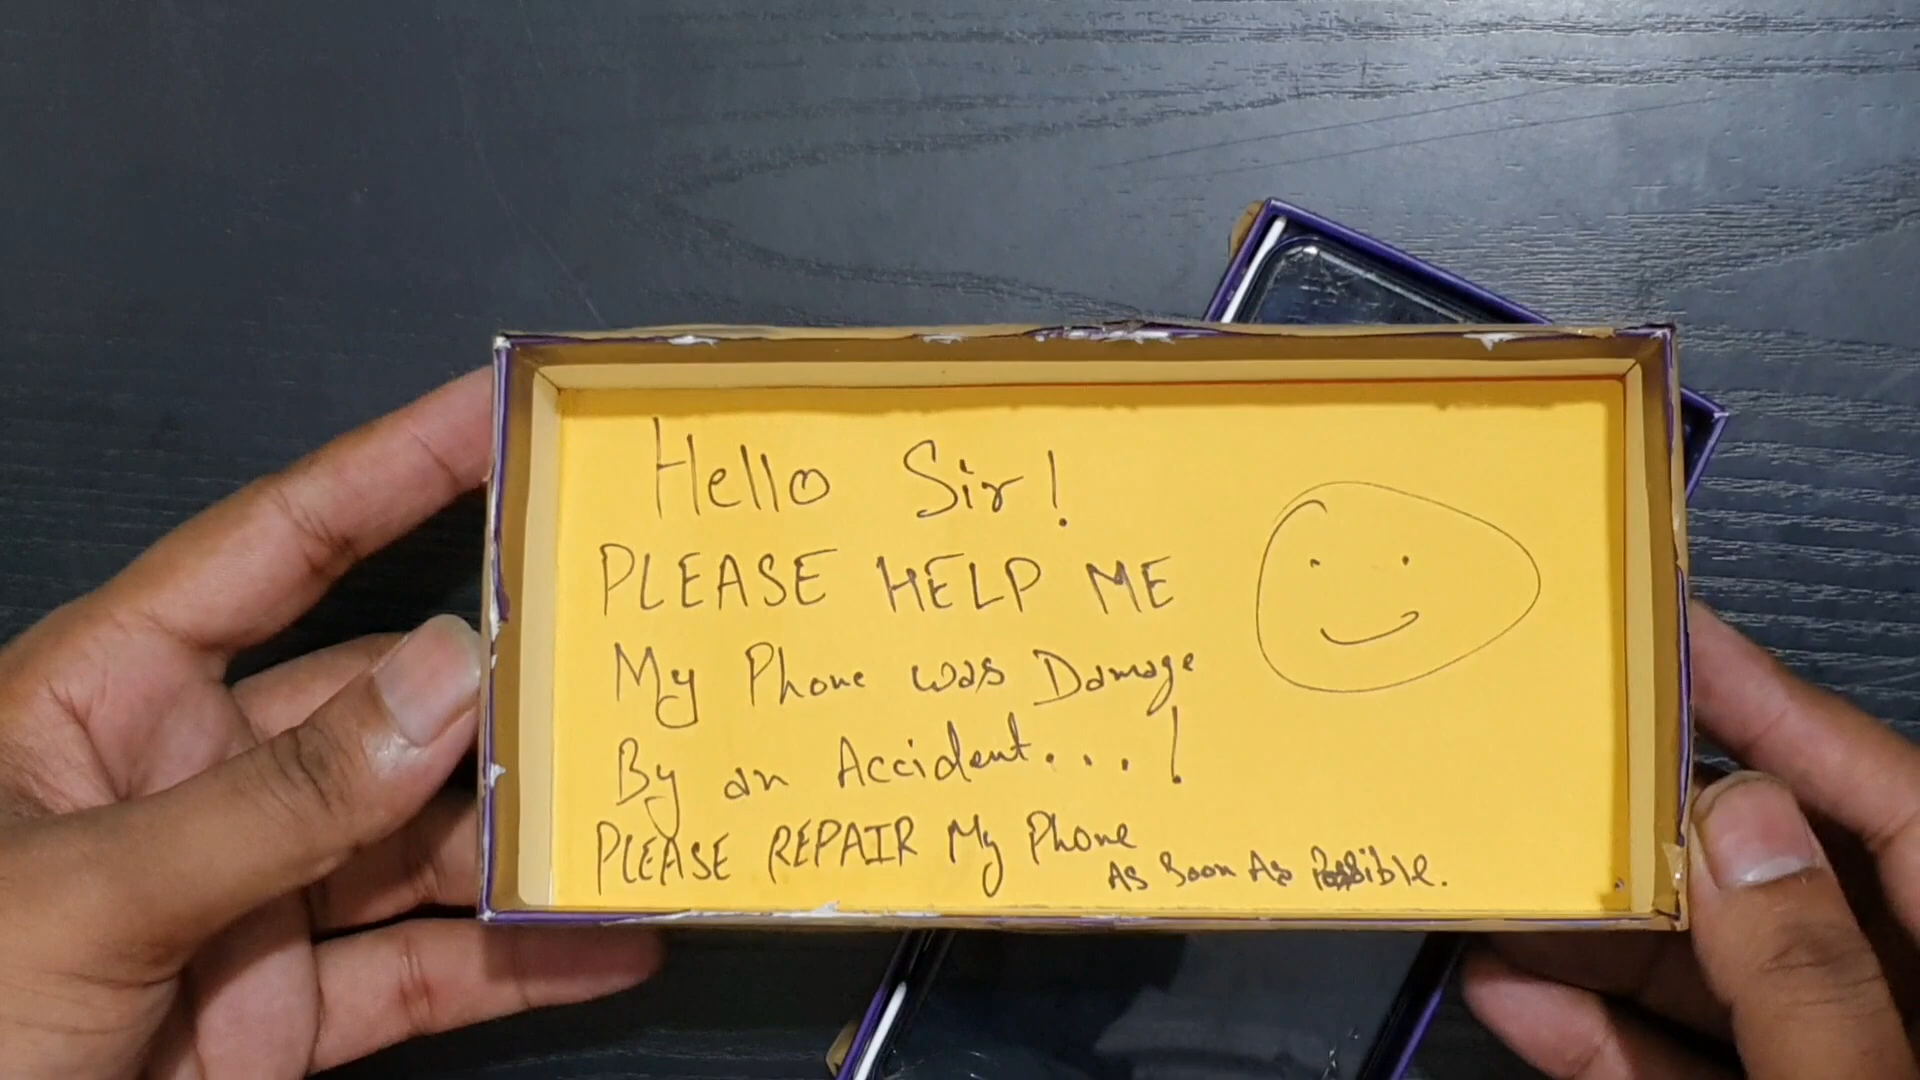 Hello Sir!
PLEASE HELP ME
My Phone was Damage
By an Accident....!
PLEASE REPAIR My Phone
As Soon As Possible.